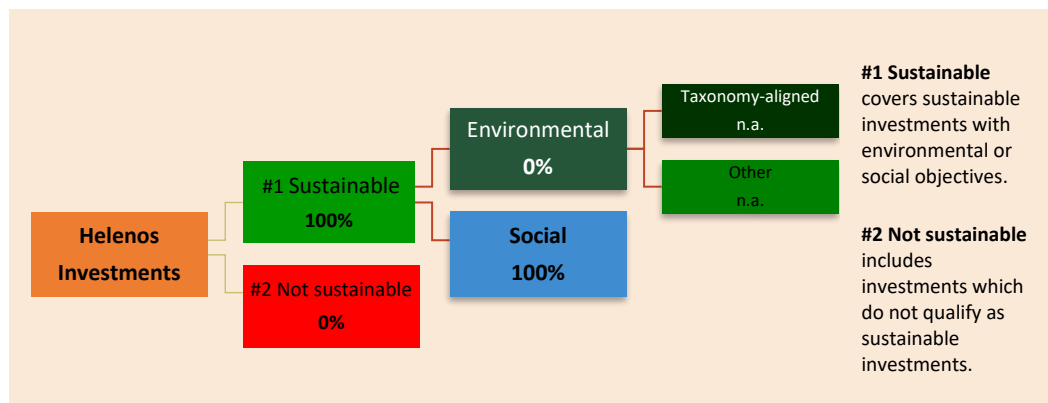 Helenos
Investments
#1 Sustainable
100%
#2 Not sustainable
0%
Environmental
0%
Social
100%
Taxonomy-aligned
n.a.
Other
n.a.
#1 Sustainable
covers sustainable
investments with
environmental or
social objectives.
#2 Not sustainable
includes
investments which
do not qualify as
sustainable
investments.